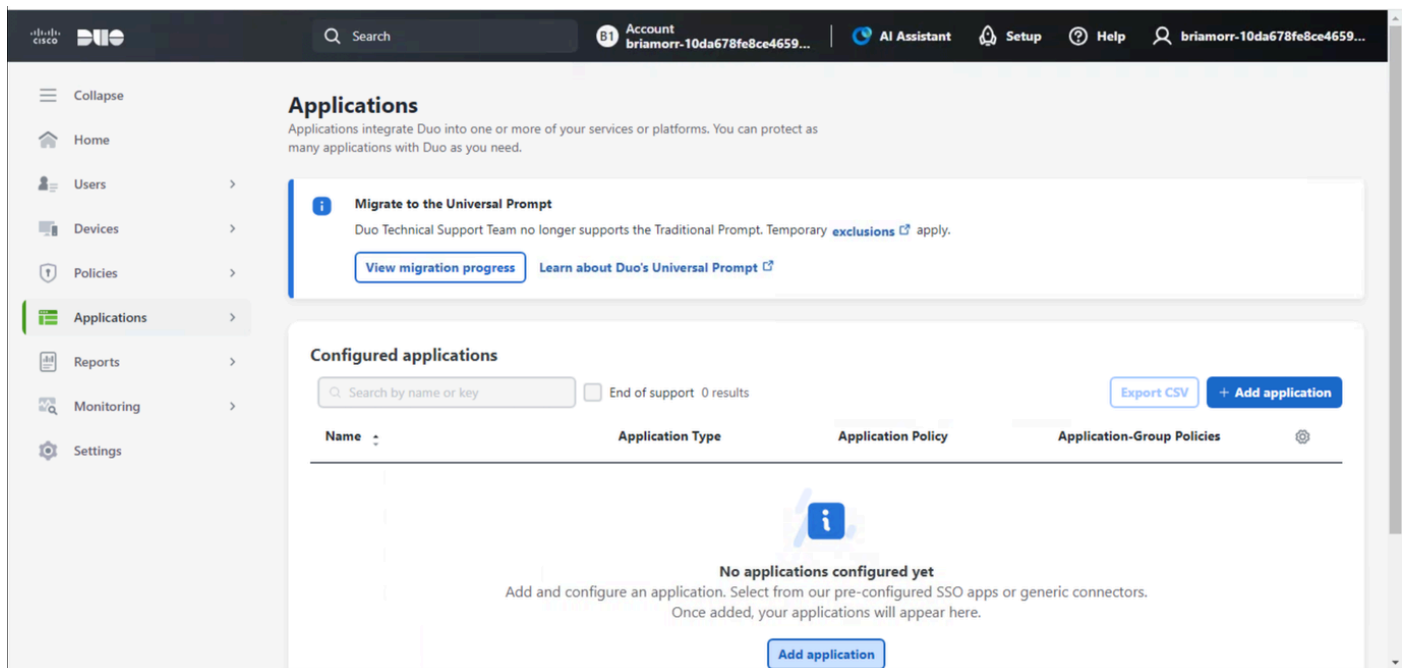 CISCO DUO
Search
B1 Account
briamorr-10da678fe8ce4659...
AI Assistant
Setup
Help
briamorr-10da678fe8ce4659...
Collapse
Home
Users
Devices
Policies
Applications
Reports
Monitoring
Settings
Applications
Applications integrate Duo into one or more of your services or platforms. You can protect as
many applications with Duo as you need.
Migrate to the Universal Prompt
Duo Technical Support Team no longer supports the Traditional Prompt. Temporary exclusions apply.
View migration progress Learn about Duo's Universal Prompt
Configured applications
Search by name or key End of support 0 results Export CSV + Add application
Name Application Type Application Policy Application-Group Policies
No applications configured yet
Add and configure an application. Select from our pre-configured SSO apps or generic connectors.
Once added, your applications will appear here.
Add application